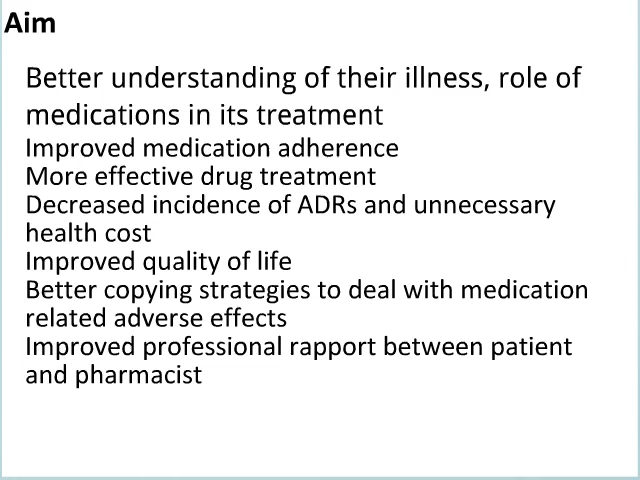 Aim
Better understanding of their illness, role of
medications in its treatment
Improved medication adherence
More effective drug treatment
Decreased incidence of ADRs and unnecessary
health cost
Improved quality of life
Better copying strategies to deal with medication
related adverse effects
Improved professional rapport between patient
and pharmacist